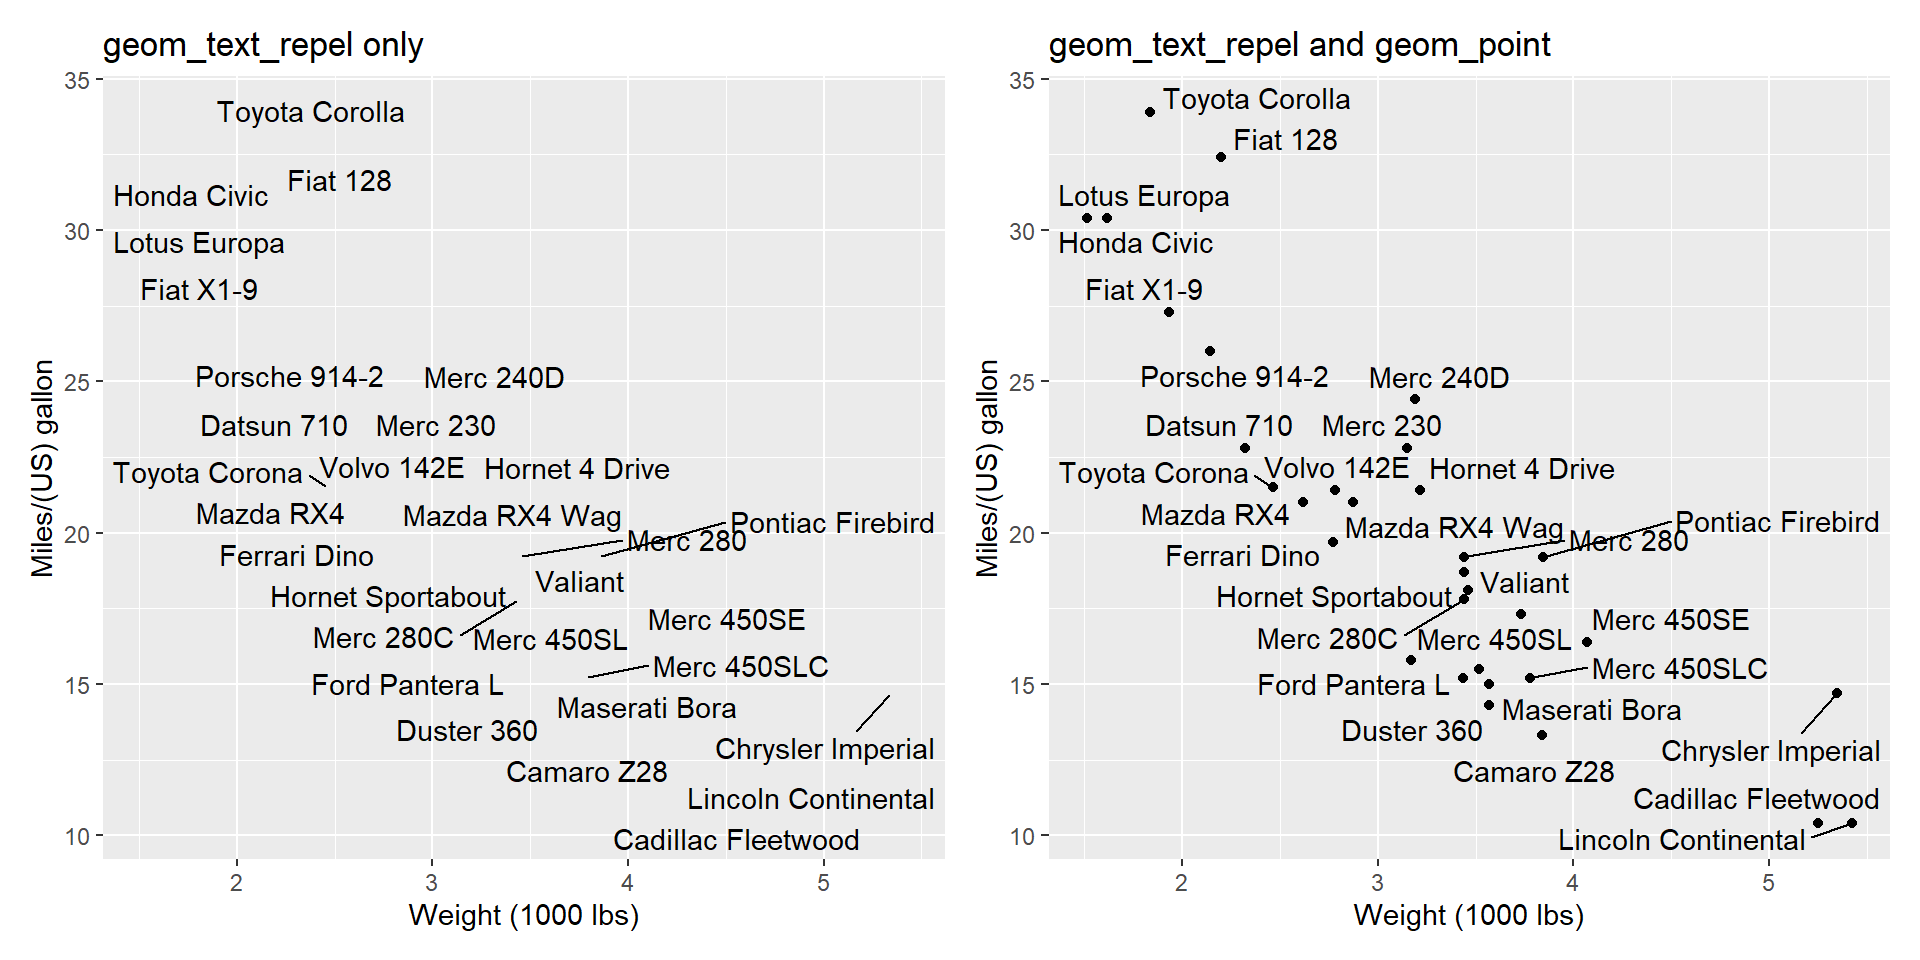 geom_text_repel only
Miles/(US) gallon
35
30
25
20
15
10
Toyota Corolla
Fiat 128
Honda Civic
Lotus Europa
Fiat X1-9
Porsche 914-2
Merc 240D
Datsun 710
Merc 230
Toyota Corona
Volvo 142E
Hornet 4 Drive
Mazda RX4
Mazda RX4 Wag
Pontiac Firebird
Merc 280
Ferrari Dino
Valiant
Hornet Sportabout
Merc 450SE
Merc 280C
Merc 450SL
Merc 450SLC
Ford Pantera L
Maserati Bora
Duster 360
Chrysler Imperial
Camaro Z28
Lincoln Continental
Cadillac Fleetwood
2
3
4
5
Weight (1000 lbs)
geom_text_repel and geom_point
Miles/(US) gallon
35
30
25
20
15
10
Toyota Corolla
Fiat 128
Lotus Europa
Honda Civic
Fiat X1-9
Porsche 914-2
Merc 240D
Datsun 710
Merc 230
Toyota Corona
Volvo 142E
Hornet 4 Drive
Mazda RX4
Mazda RX4 Wag
Pontiac Firebird
Merc 280
Ferrari Dino
Valiant
Hornet Sportabout
Merc 450SE
Merc 280C
Merc 450SL
Merc 450SLC
Ford Pantera L
Maserati Bora
Duster 360
Chrysler Imperial
Camaro Z28
Cadillac Fleetwood
Lincoln Continental
2
3
4
5
Weight (1000 lbs)